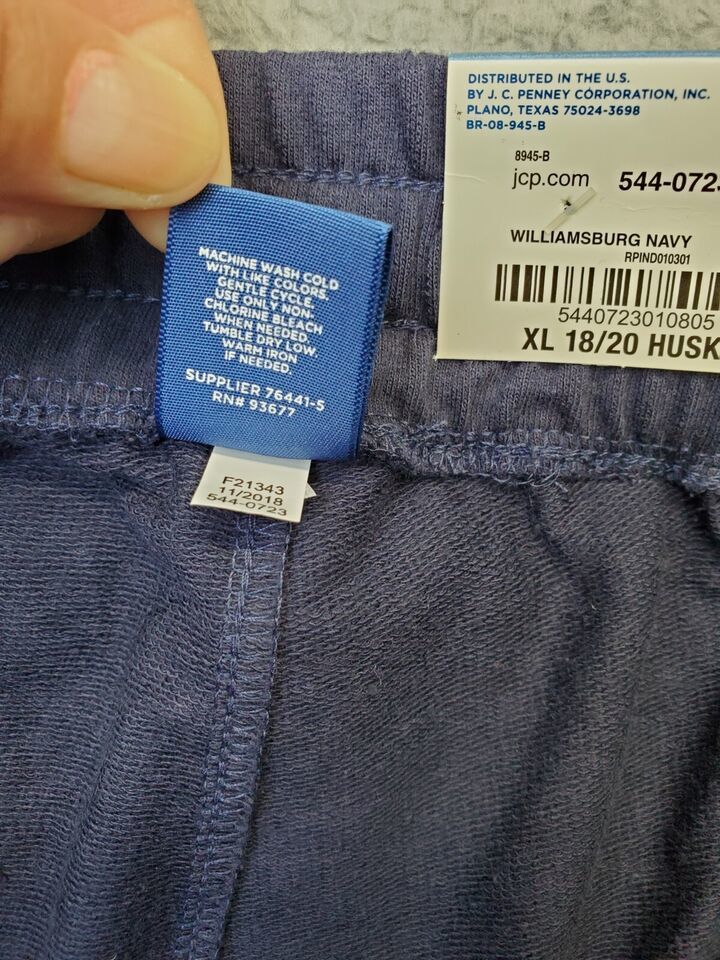 MACHINE WASH COLD
WITH LIKE COLORS.
GENTLE CYCLE.
USE ONLY NON-
CHLORINE BLEACH
WHEN NEEDED.
TUMBLE DRY LOW.
WARM IRON
IF NEEDED.
SUPPLIER 76441-5
RN# 93677
F21343
11/2018
544-0723
DISTRIBUTED IN THE U.S.
BY J. C. PENNEY CORPORATION, INC.
PLANO, TEXAS 75024-3698
BR-08-945-B
8945-B
jcp.com 544-072
WILLIAMSBURG NAVY
RPIND010301
5440723010805
XL 18/20 HUSK